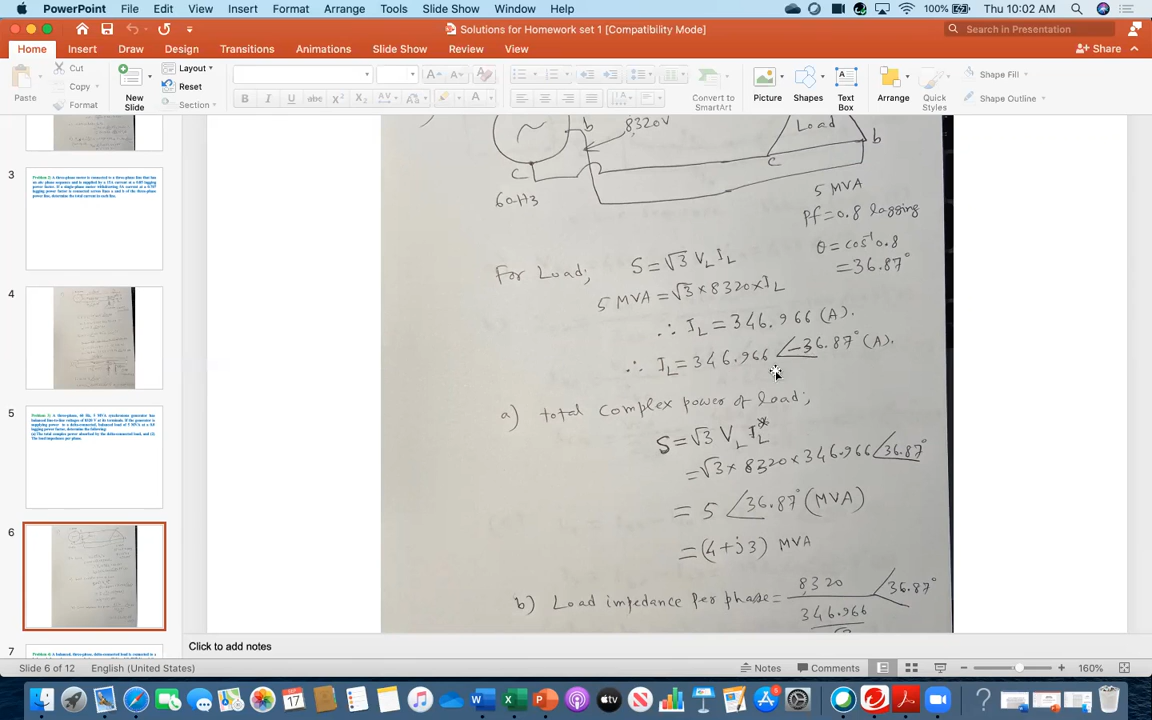 PowerPoint File Edit View Insert Format Arrange Tools Slide Show Window Help 100% Thu 10:02 AM
Solutions for Homework set 1 [Compatibility Mode]
Search in Presentation
Home Insert Draw Design Transitions Animations Slide Show Review View
Share
Paste
Cut
Copy
Format
New Slide
Layout
Reset
Section
Convert to SmartArt
Picture
Shapes
Text Box
Arrange
Quick Styles
Shape Fill
Shape Outline
3
4
5
6
7
b
8320V
Load
b
c
c
60Hz
5 MVA
Pf = 0.8 lagging
θ = cos⁻¹0.8
= 36.87°
For Load; S = √3 V_L I_L
5 MVA = √3 × 8320 × I_L
∴ I_L = 346.966 (A).
∴ I_L = 346.966 ∠-36.87° (A).
a) total complex power of load;
S = √3 V_L I_L*
= √3 × 8320 × 346.966 ∠36.87°
= 5 ∠36.87° (MVA)
= (4+j3) MVA
b) Load impedance per phase = 8320 / 346.966 ∠36.87°
Click to add notes
Slide 6 of 12 English (United States) Notes Comments 160%
JUL
17
tv